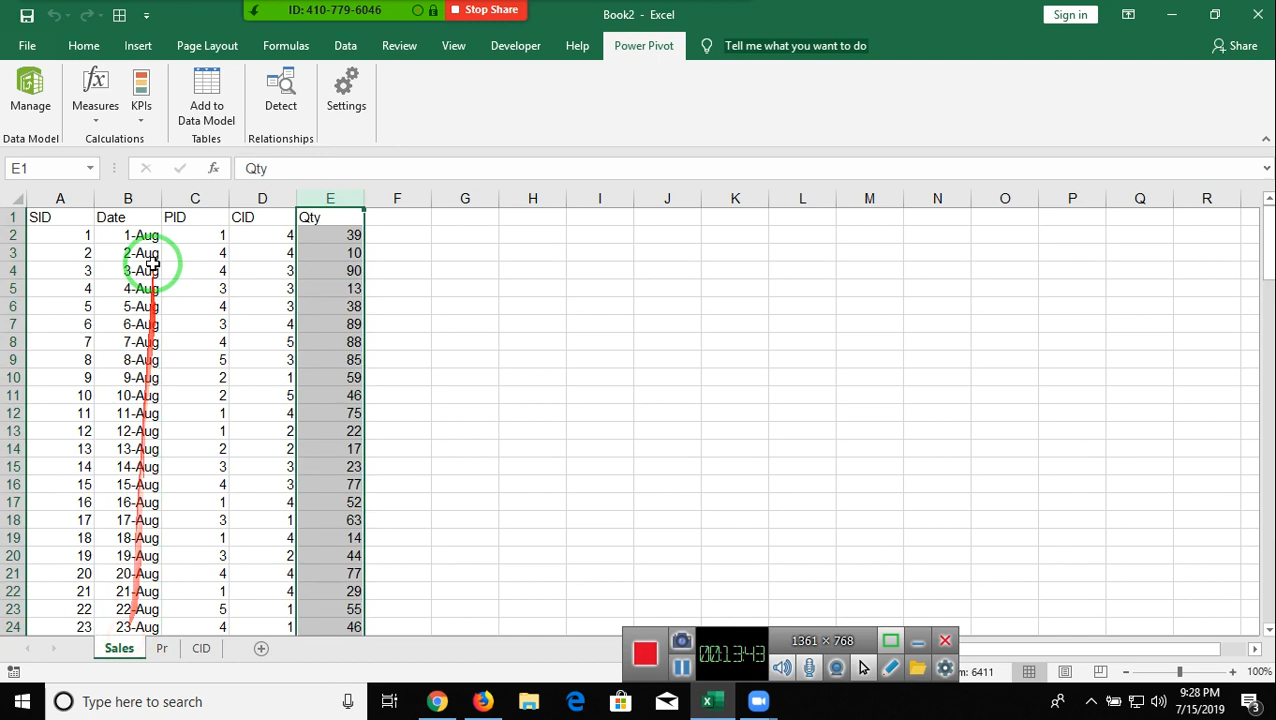 ID: 410-779-6046
Stop Share
Book2 - Excel
Sign in
File Home Insert Page Layout Formulas Data Review View Developer Help Power Pivot Tell me what you want to do Share
Manage Measures KPIs Add to Data Model Detect Settings
Data Model Calculations Tables Relationships
E1 fx Qty
A B C D E F G H I J K L M N O P Q R
1 SID Date PID CID Qty
2 1 1-Aug 1 4 39
3 2 2-Aug 4 4 10
4 3 3-Aug 4 3 90
5 4 4-Aug 3 3 13
6 5 5-Aug 4 3 38
7 6 6-Aug 3 4 89
8 7 7-Aug 4 5 88
9 8 8-Aug 5 3 85
10 9 9-Aug 2 1 59
11 10 10-Aug 2 5 46
12 11 11-Aug 1 4 75
13 12 12-Aug 1 2 22
14 13 13-Aug 2 2 17
15 14 14-Aug 3 3 23
16 15 15-Aug 4 3 77
17 16 16-Aug 1 4 52
18 17 17-Aug 3 1 63
19 18 18-Aug 1 4 14
20 19 19-Aug 3 2 44
21 20 20-Aug 4 4 77
22 21 21-Aug 1 4 29
23 22 22-Aug 5 1 55
24 23 23-Aug 4 1 46
Sales Pr CID
00:13:43
1361 × 768
m: 6411
100%
Type here to search
9:28 PM
7/15/2019
3